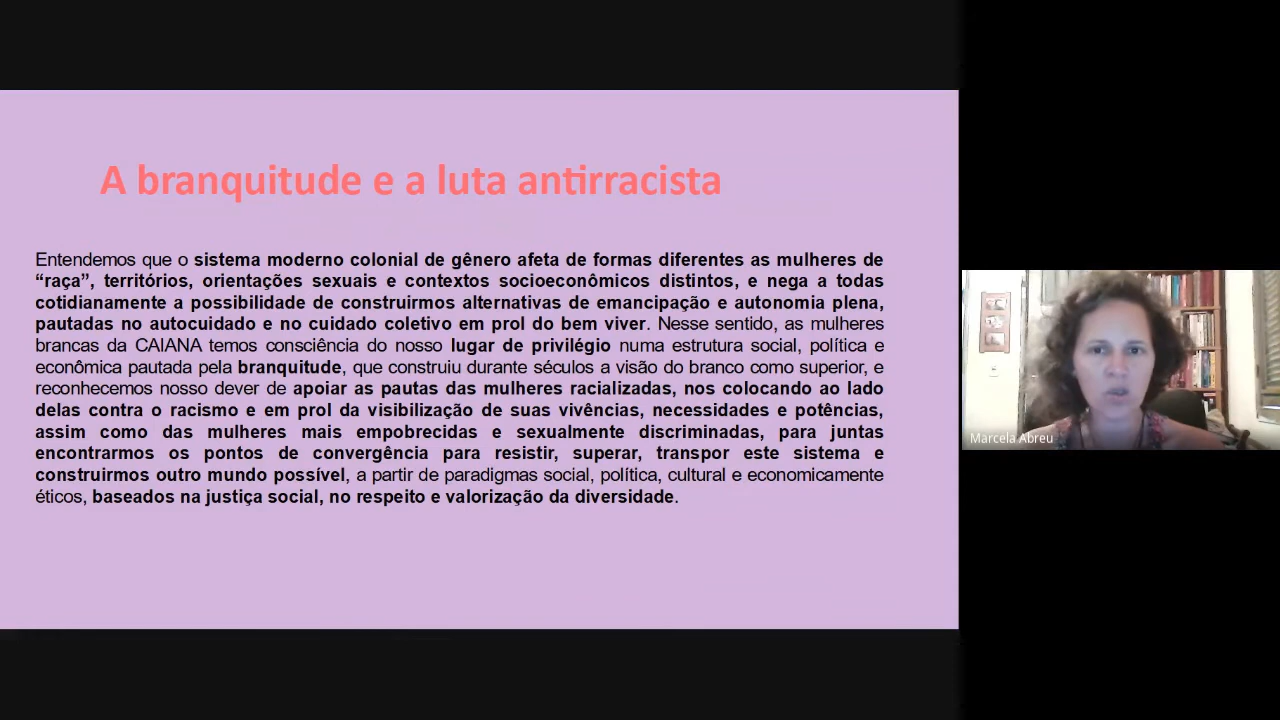 A branquitude e a luta antirracista
Entendemos que o sistema moderno colonial de gênero afeta de formas diferentes as mulheres de
“raça”, territórios, orientações sexuais e contextos socioeconômicos distintos, e nega a todas
cotidianamente a possibilidade de construirmos alternativas de emancipação e autonomia plena,
pautadas no autocuidado e no cuidado coletivo em prol do bem viver. Nesse sentido, as mulheres
brancas da CAIANA temos consciência do nosso lugar de privilégio numa estrutura social, política e
econômica pautada pela branquitude, que construiu durante séculos a visão do branco como superior, e
reconhecemos nosso dever de apoiar as pautas das mulheres racializadas, nos colocando ao lado
delas contra o racismo e em prol da visibilização de suas vivências, necessidades e potências,
assim como das mulheres mais empobrecidas e sexualmente discriminadas, para juntas
encontrarmos os pontos de convergência para resistir, superar, transpor este sistema e
construirmos outro mundo possível, a partir de paradigmas social, política, cultural e economicamente
éticos, baseados na justiça social, no respeito e valorização da diversidade.
Marcela Abreu